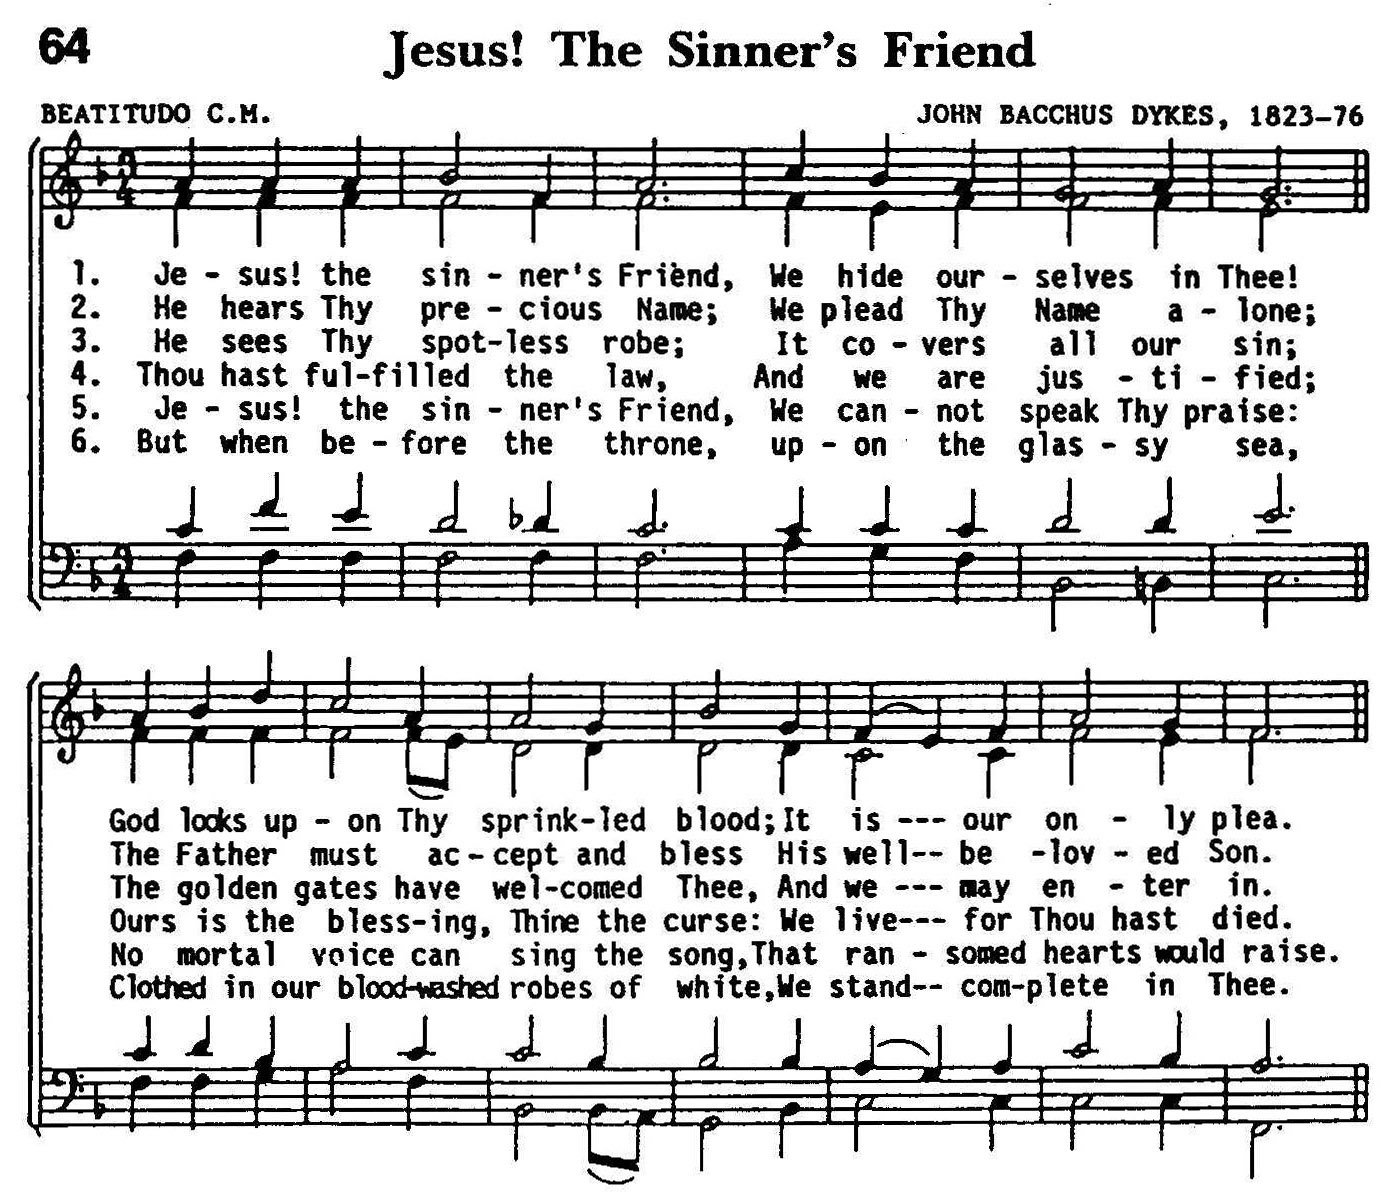 64
Jesus! The Sinner's Friend
BEATITUDO C.M. JOHN BACCHUS DYKES, 1823-76
1. Je - sus! the sin - ner's Friend, We hide our - selves in Thee!
2. He hears Thy pre - cious Name; We plead Thy Name a - lone;
3. He sees Thy spot-less robe; It co - vers all our sin;
4. Thou hast ful-filled the law, And we are jus - ti - fied;
5. Je - sus! the sin - ner's Friend, We can - not speak Thy praise:
6. But when be - fore the throne, up - on the glas - sy sea,
God looks up - on Thy sprink-led blood; It is --- our on - ly plea.
The Father must ac - cept and bless His well-- be -lov - ed Son.
The golden gates have wel-comed Thee, And we --- may en - ter in.
Ours is the bless-ing, Thine the curse: We live--- for Thou hast died.
No mortal voice can sing the song, That ran - somed hearts would raise.
Clothed in our blood-washed robes of white, We stand-- com-plete in Thee.